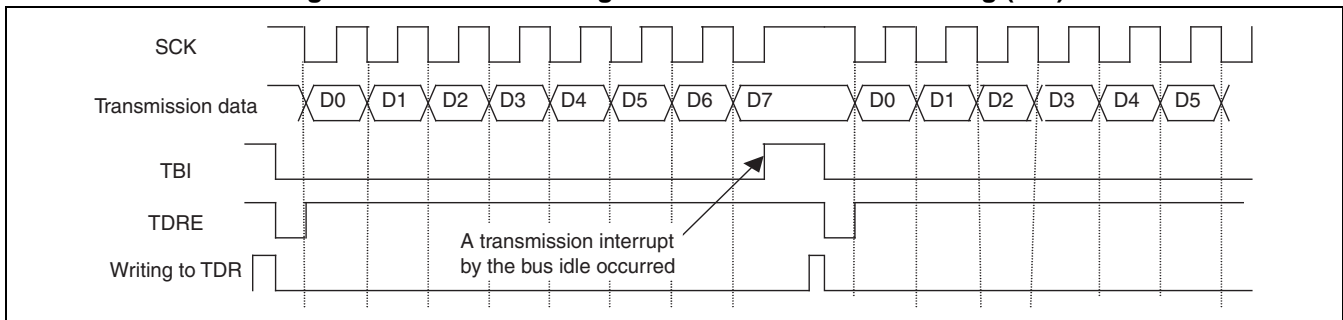 SCK
Transmission data D0 D1 D2 D3 D4 D5 D6 D7 D0 D1 D2 D3 D4 D5
TBI
TDRE
A transmission interrupt
by the bus idle occurred
Writing to TDR